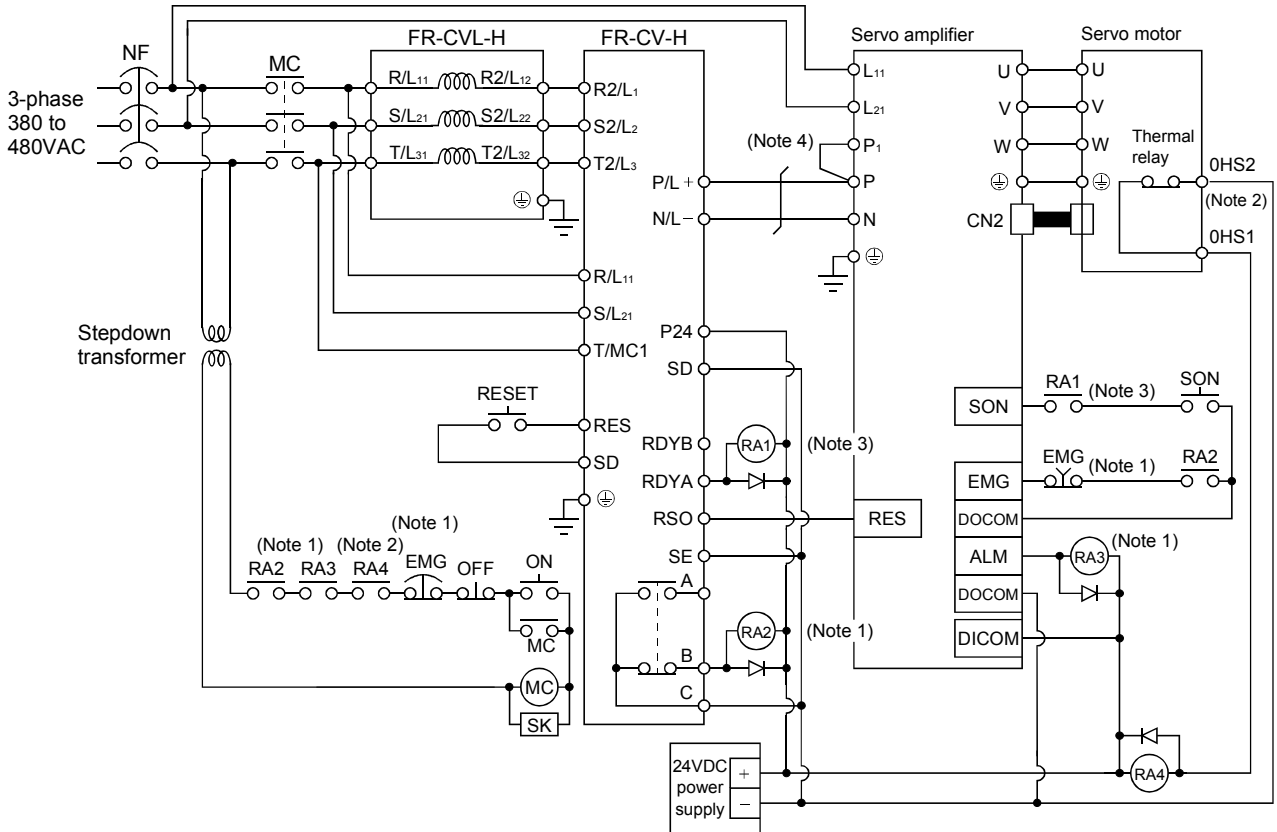 FR-CVL-H
FR-CV-H
Servo amplifier
Servo motor
NF
MC
3-phase
380 to
480VAC
R/L11
R2/L12
S/L21
S2/L22
T/L31
T2/L32
R2/L1
S2/L2
T2/L3
P/L+
N/L−
R/L11
S/L21
T/MC1
L11
L21
(Note 4)
P1
P
N
U
V
W
U
V
W
CN2
Thermal
relay
0HS2
(Note 2)
0HS1
Stepdown
transformer
P24
SD
RESET
RES
SD
RDYB
RDYA
RSO
SE
A
B
C
RA1
(Note 3)
RA2
(Note 1)
RES
SON
RA1
(Note 3)
SON
EMG
EMG
(Note 1)
RA2
DOCOM
ALM
RA3
(Note 1)
DOCOM
DICOM
(Note 1)
RA2
RA3
(Note 2)
RA4
(Note 1)
EMG
OFF
ON
MC
MC
SK
24VDC
power
supply
+
−
RA4